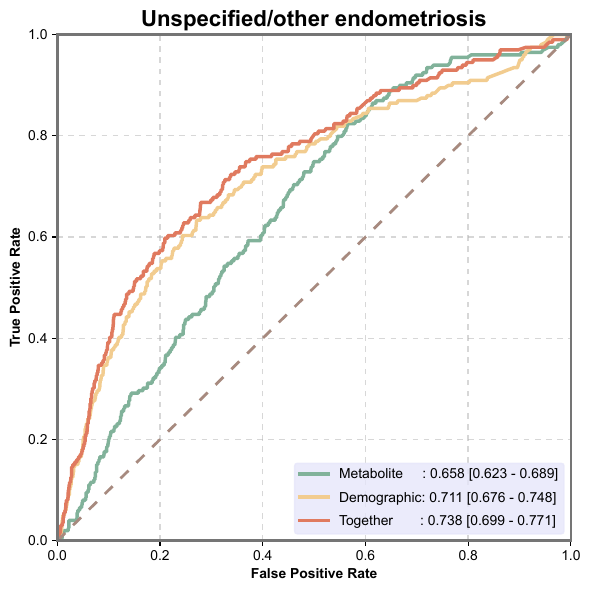 Unspecified/other endometriosis
1.0
0.8
0.6
0.4
0.2
0.0
True Positive Rate
Metabolite : 0.658 [0.623 - 0.689]
Demographic: 0.711 [0.676 - 0.748]
Together : 0.738 [0.699 - 0.771]
0.0 0.2 0.4 0.6 0.8 1.0
False Positive Rate